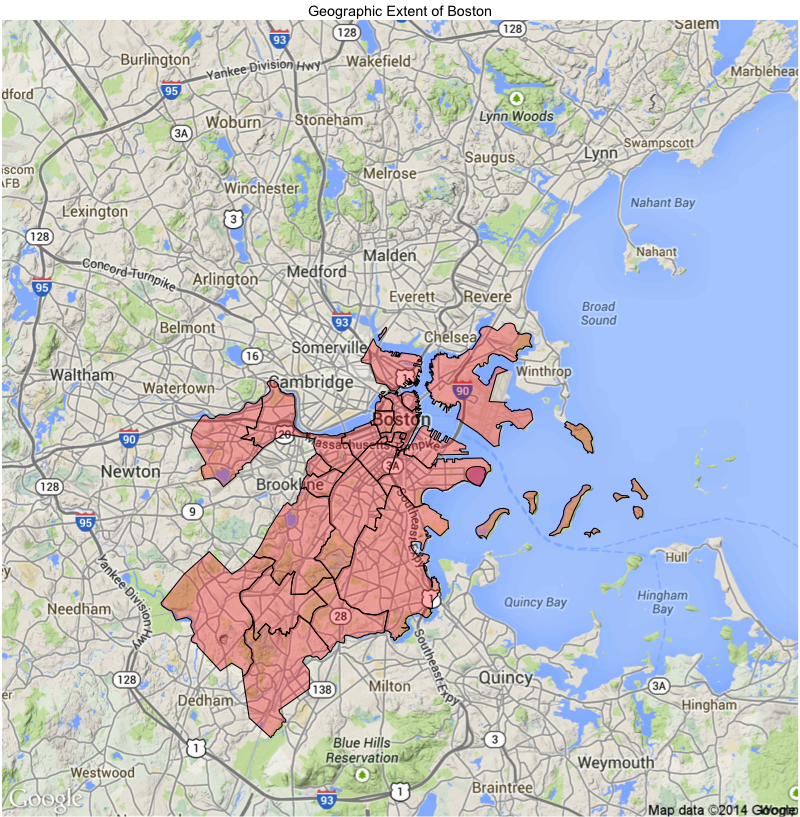 Geographic Extent of Boston
93
128
128
Salem
Burlington
Yankee Division Hwy
Wakefield
95
Marblehead
dford
Lynn Woods
Woburn
Stoneham
3A
Swampscott
Saugus
Lynn
iscom
AFB
Melrose
Winchester
Nahant Bay
Lexington
3
128
Nahant
Malden
Concord Turnpike
Medford
Arlington
95
Everett
Revere
Broad
Sound
93
Belmont
Chelsea
Somerville
16
Winthrop
Waltham
Watertown
Cambridge
1
90
Boston
20
90
Massachusetts Turnpike
3A
Newton
Brookline
128
Southeast Expy
9
95
Hull
Yankee Division Hwy
Quincy Bay
Hingham
Bay
Needham
1
28
Southeast Expy
128
138
Milton
Quincy
3A
Dedham
Hingham
1
Blue Hills
Reservation
3
Weymouth
Westwood
Braintree
1
93
Google
Map data ©2014 Google